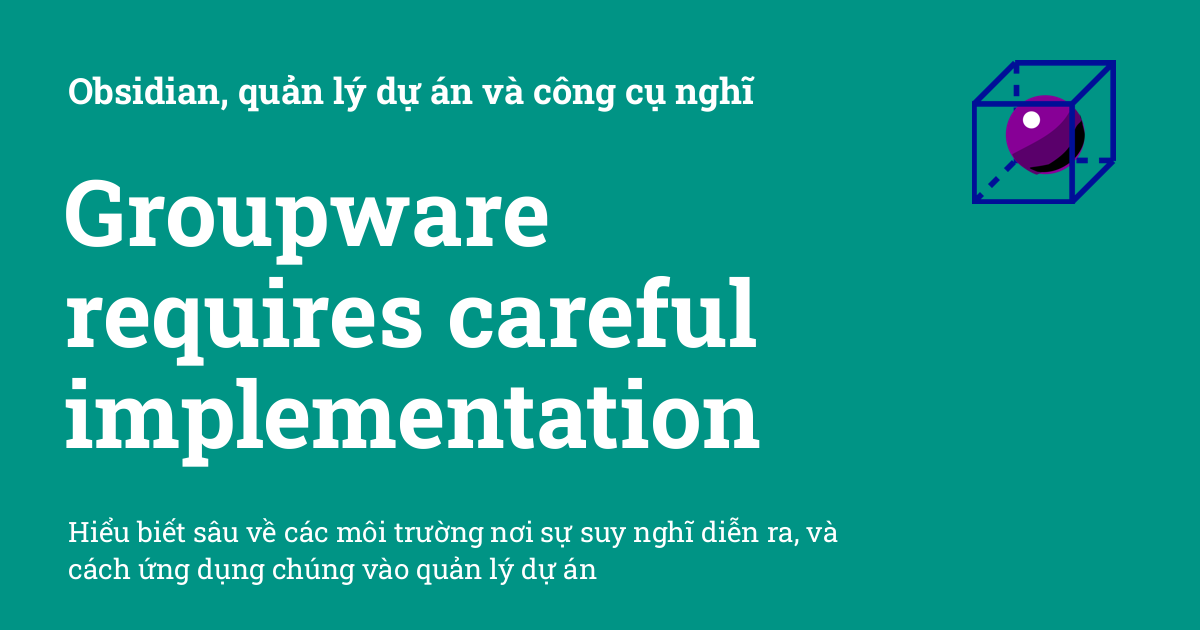 Obsidian, quản lý dự án và công cụ nghĩ
Groupware
requires careful
implementation
Hiểu biết sâu về các môi trường nơi sự suy nghĩ diễn ra, và
cách ứng dụng chúng vào quản lý dự án